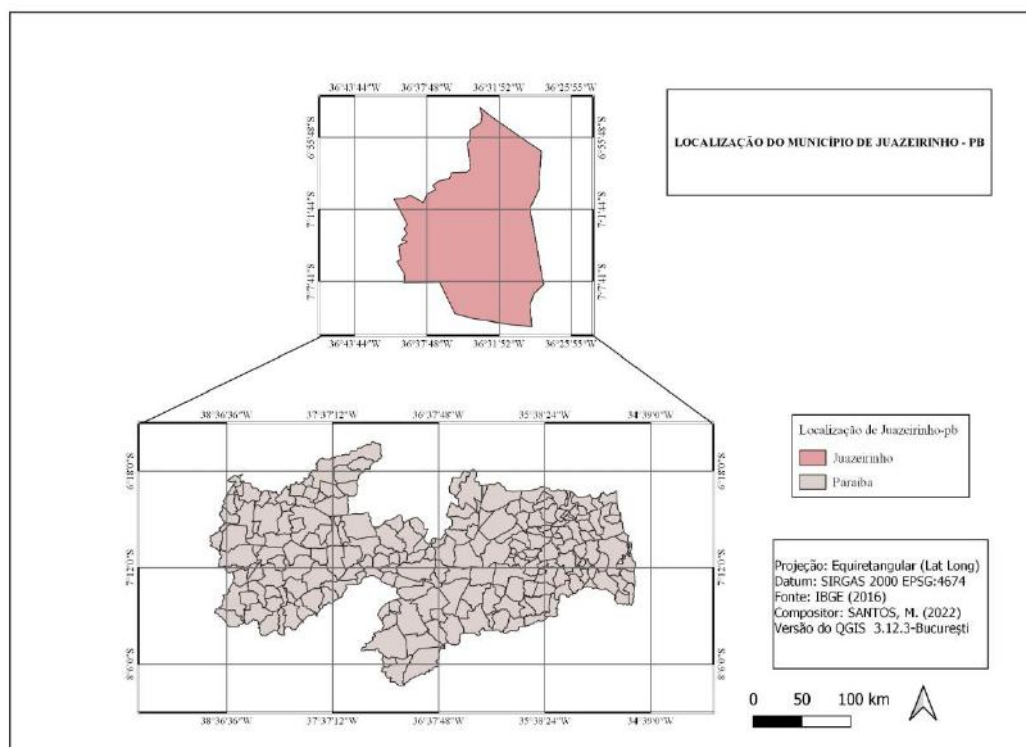 36°43'44"W 36°37'48"W 36°31'52"W 36°25'55"W
6°55'48"S 6°55'48"S
7°1'44"S 7°1'44"S
7°7'41"S 7°7'41"S
36°43'44"W 36°37'48"W 36°31'52"W 36°25'55"W
LOCALIZAÇÃO DO MUNICÍPIO DE JUAZEIRINHO - PB
38°36'36"W 37°37'12"W 36°37'48"W 35°38'24"W 34°39'0"W
6°18'0"S 6°18'0"S
7°12'0"S 7°12'0"S
8°6'0"S 8°6'0"S
38°36'36"W 37°37'12"W 36°37'48"W 35°38'24"W 34°39'0"W
Localização de Juazeirinho-pb
Juazeirinho
Paraíba
Projeção: Equiretangular (Lat Long)
Datum: SIRGAS 2000 EPSG:4674
Fonte: IBGE (2016)
Compositor: SANTOS, M. (2022)
Versão do QGIS 3.12.3-București
0 50 100 km